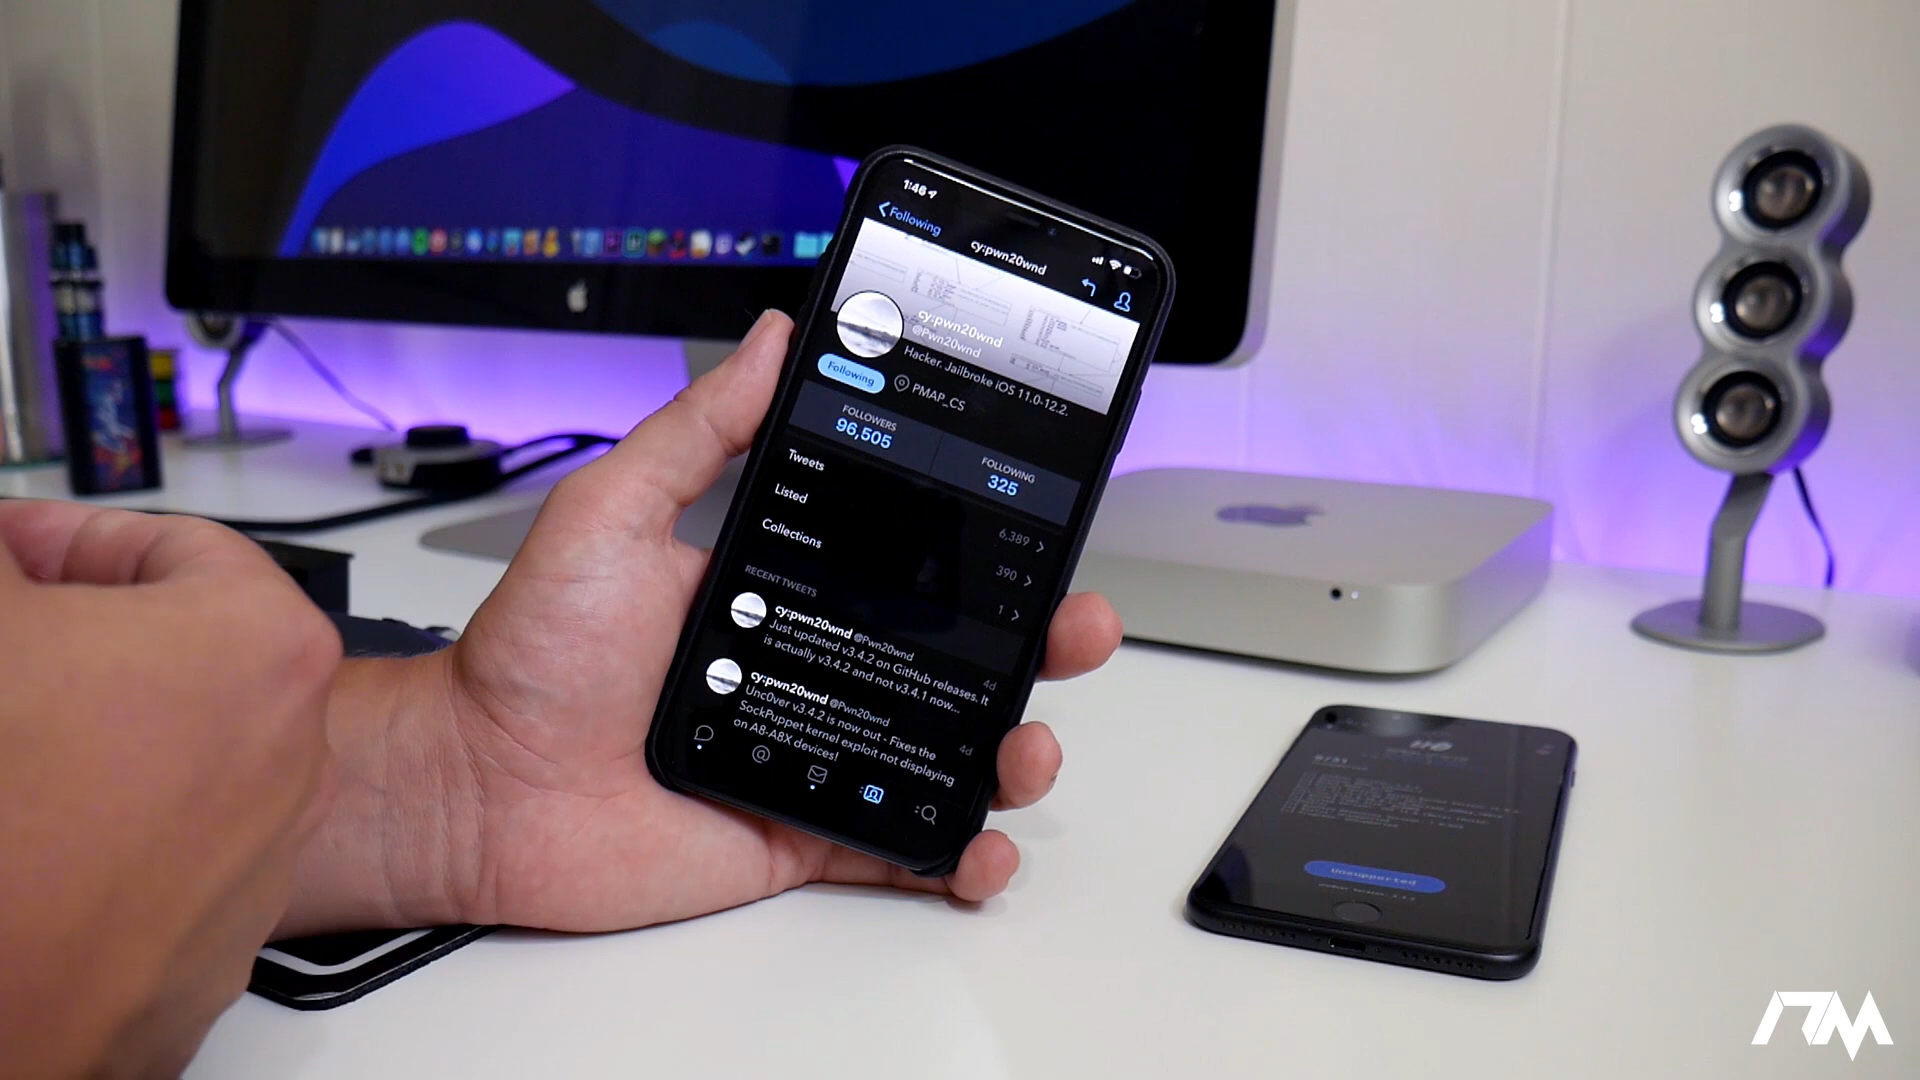 1:46
Following
cy:pwn20wnd
cy:pwn20wnd
@Pwn20wnd
Hacker. Jailbroke iOS 11.0-12.2.
Following
PMAP_CS
FOLLOWERS
96,505
FOLLOWING
325
Tweets
6,389
Listed
390
Collections
1
RECENT TWEETS
cy:pwn20wnd @Pwn20wnd
4d
Just updated v3.4.2 on GitHub releases. It
is actually v3.4.2 and not v3.4.1 now...
cy:pwn20wnd @Pwn20wnd
4d
Unc0ver v3.4.2 is now out - Fixes the
SockPuppet kernel exploit not displaying
on A8-A8X devices!
Unsupported